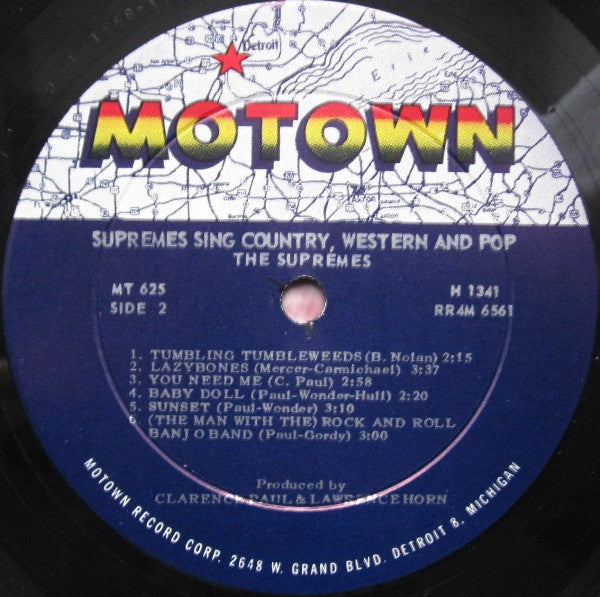 Detroit
Erie
MOTOWN
SUPREMES SING COUNTRY, WESTERN AND POP
THE SUPREMES
MT 625
SIDE 2
H 1341
RR4M 6561
1. TUMBLING TUMBLEWEEDS (B. Nolan) 2:15
2. LAZYBONES (Mercer-Carmichael) 3:37
3. YOU NEED ME (C. Paul) 2:58
4. BABY DOLL (Paul-Wonder-Hull) 2:20
5. SUNSET (Paul-Wonder) 3:10
6. (THE MAN WITH THE) ROCK AND ROLL
BANJO BAND (Paul-Gordy) 3:00
Produced by
CLARENCE PAUL & LAWRENCE HORN
MOTOWN RECORD CORP. 2648 W. GRAND BLVD. DETROIT 8, MICHIGAN